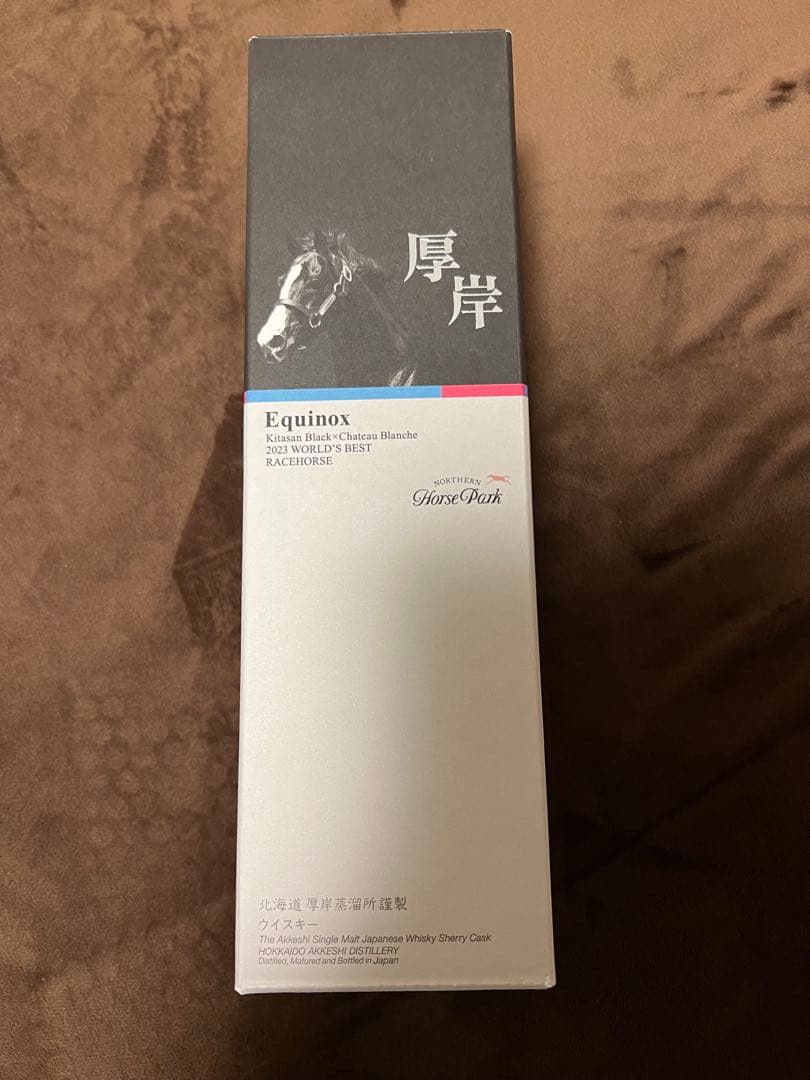 厚岸
Equinox
Kitasan Black×Chateau Blanche
2023 WORLD'S BEST
RACEHORSE
NORTHERN
Horse Park
北海道 厚岸蒸溜所 謹製
ウイスキー
The Akkeshi Single Malt Japanese Whisky Sherry Cask
HOKKAIDO AKKESHI DISTILLERY
Distilled, Matured and Bottled in Japan